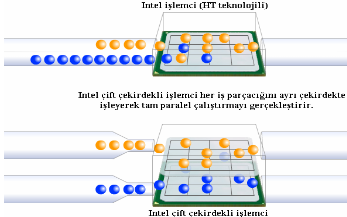 Intel işlemci (HT teknolojili)
Intel çift çekirdekli işlemci her iş parçacığını ayrı çekirdekte
işleyerek tam paralel çalıştırmayı gerçekleştirir.
Intel çift çekirdekli işlemci